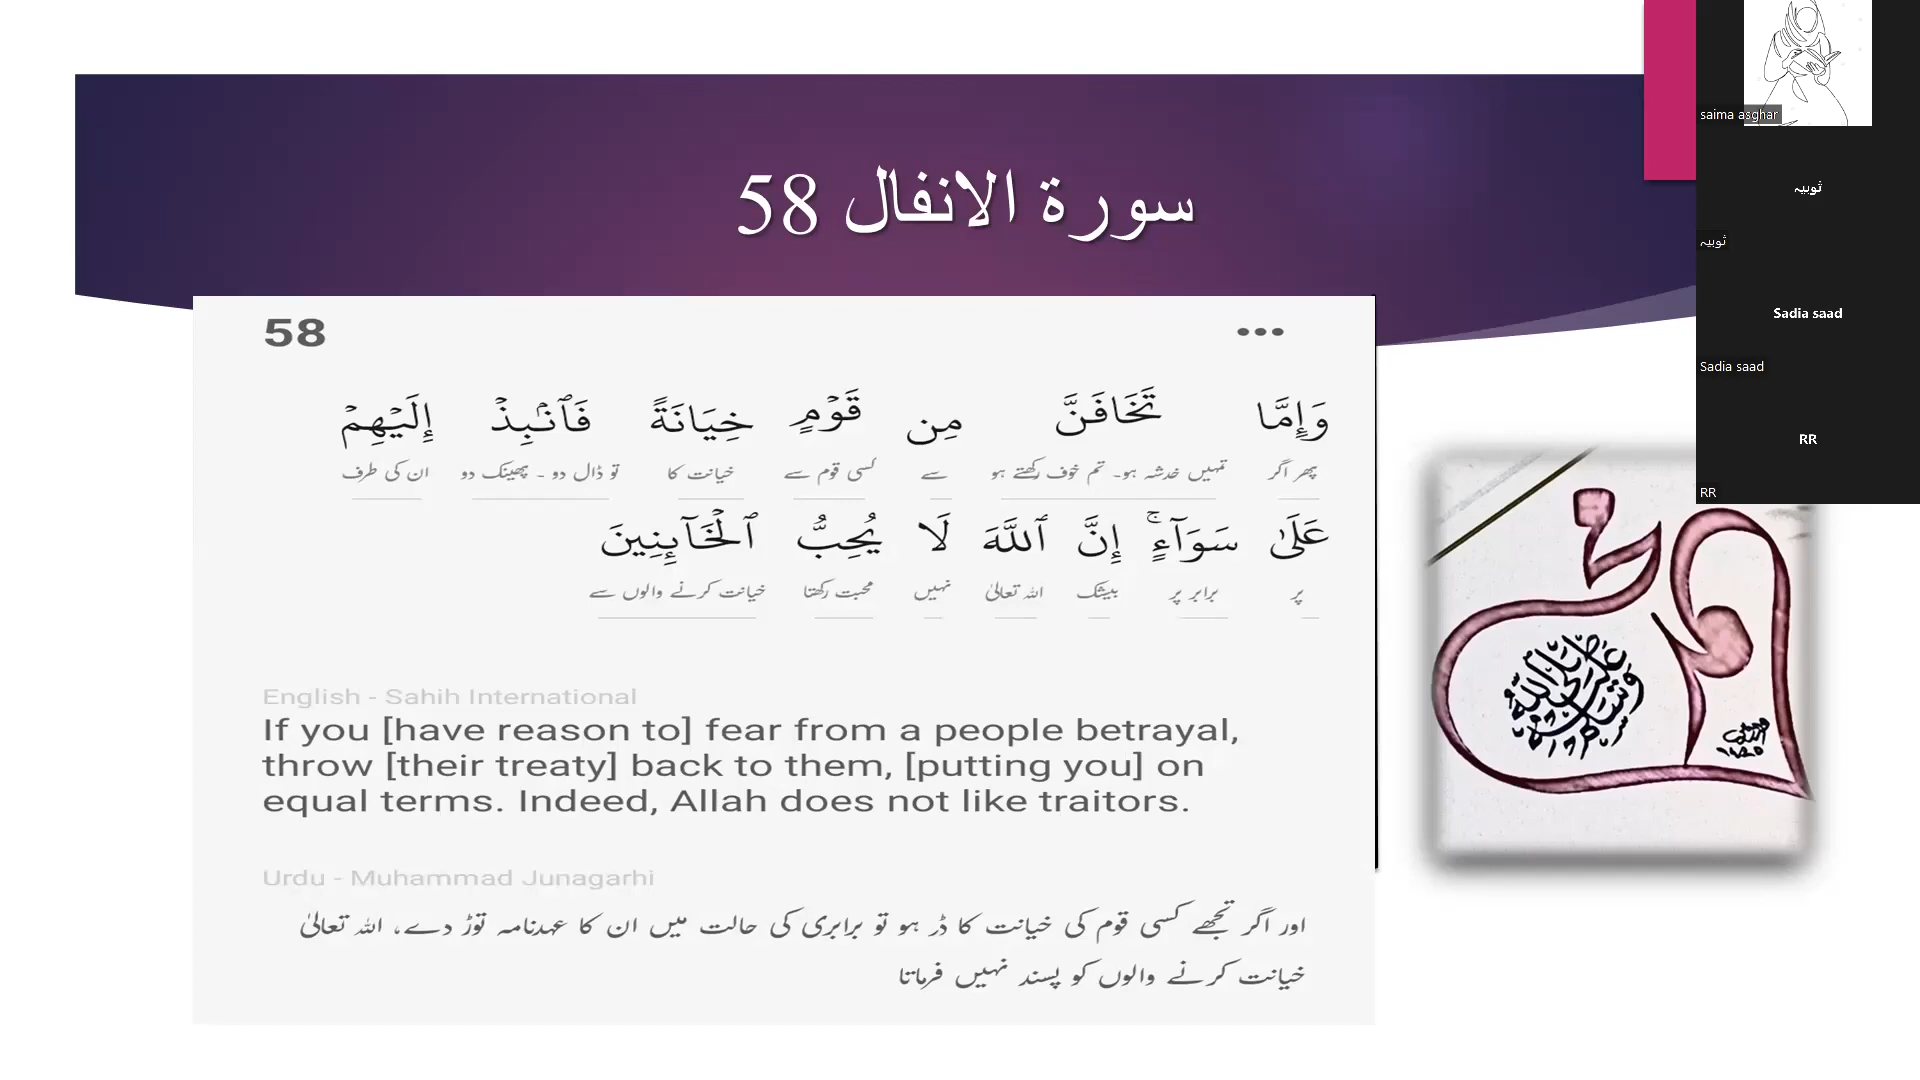 سورة الانفال 58
58
وَإِمَّا تَخَافَنَّ مِن قَوْمٍ خِيَانَةً فَٱنۢبِذْ إِلَيْهِمْ
پھر اگر تمہیں خدشہ ہو۔ تم خوف رکھتے ہو سے کسی قوم سے خیانت کا تو ڈال دو ۔ پھینک دو ان کی طرف
عَلَىٰ سَوَآءٍ ۚ إِنَّ ٱللَّهَ لَا يُحِبُّ ٱلْخَآئِنِينَ
پر برابر پر بیشک اللہ تعالیٰ نہیں محبت رکھتا خیانت کرنے والوں سے
English - Sahih International
If you [have reason to] fear from a people betrayal,
throw [their treaty] back to them, [putting you] on
equal terms. Indeed, Allah does not like traitors.
Urdu - Muhammad Junagarhi
اور اگر تجھے کسی قوم کی خیانت کا ڈر ہو تو برابری کی حالت میں ان کا عہدنامہ توڑ دے، اللہ تعالیٰ
خیانت کرنے والوں کو پسند نہیں فرماتا
saima asghar
ثوبیہ
ثوبیہ
Sadia saad
Sadia saad
RR
RR